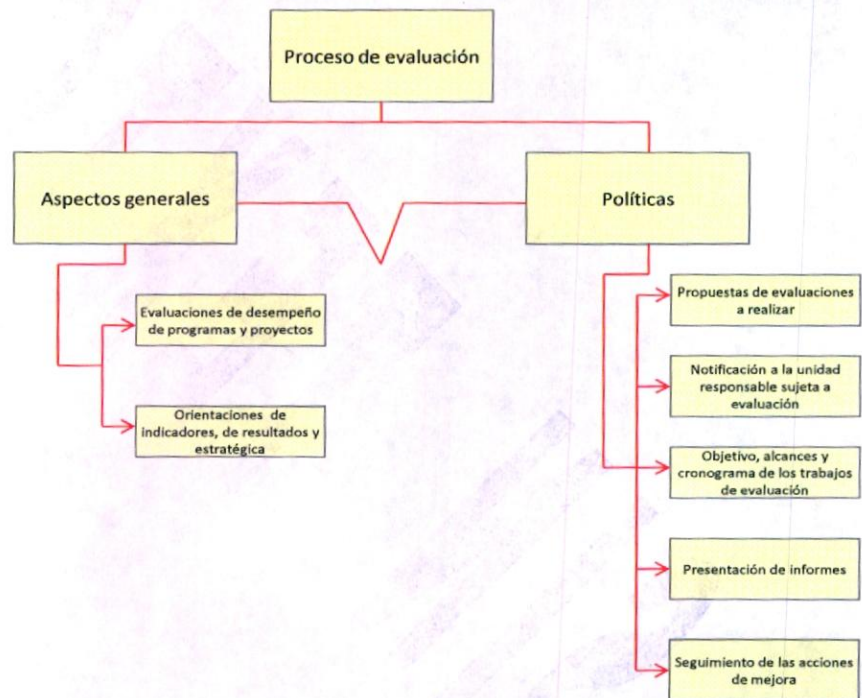 Proceso de evaluación
Aspectos generales
Políticas
Evaluaciones de desempeño
de programas y proyectos
Orientaciones de
indicadores, de resultados y
estratégica
Propuestas de evaluaciones
a realizar
Notificación a la unidad
responsable sujeta a
evaluación
Objetivo, alcances y
cronograma de los trabajos
de evaluación
Presentación de informes
Seguimiento de las acciones
de mejora